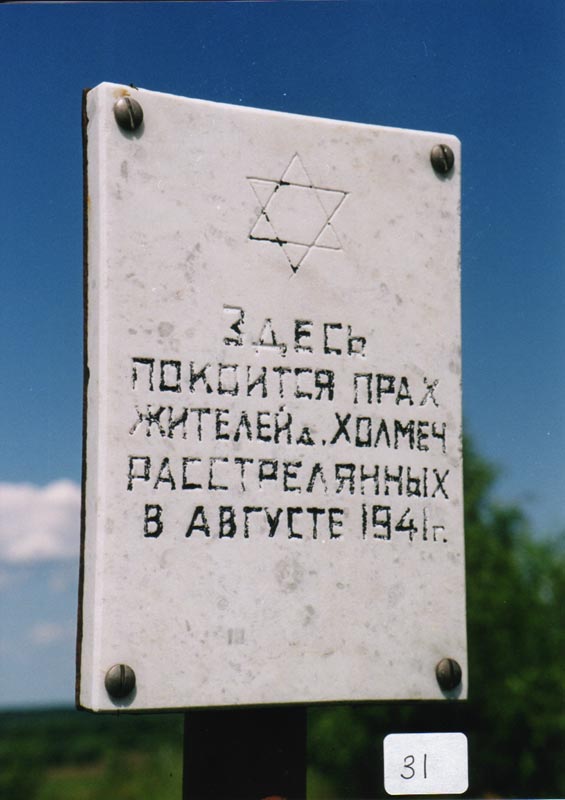 ЗДЕСЬ
ПОКОИТСЯ ПРАХ
ЖИТЕЛЕЙ д. ХОЛМЕЧ
РАССТРЕЛЯННЫХ
В АВГУСТЕ 1941 г.
31